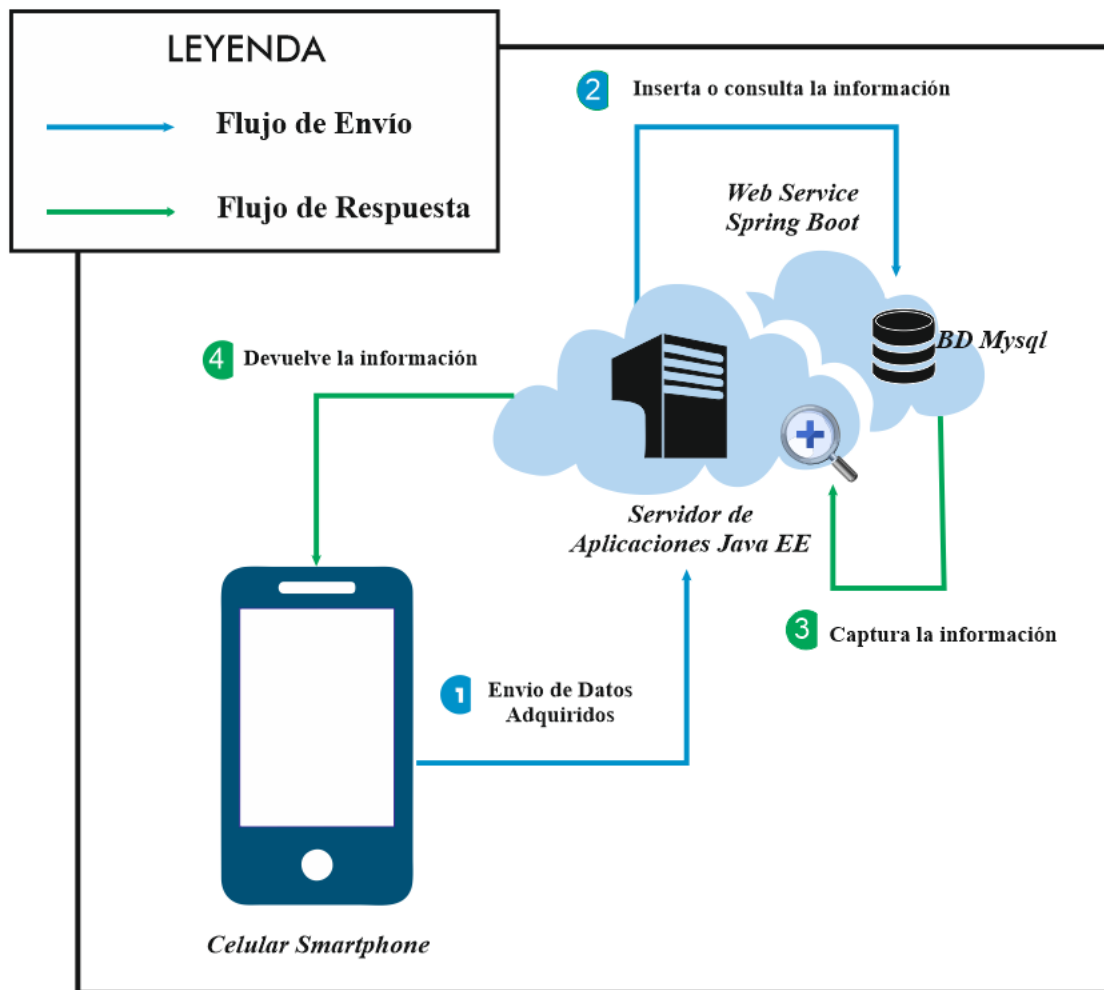 LEYENDA
Flujo de Envío
Flujo de Respuesta
2 Inserta o consulta la información
Web Service
Spring Boot
BD Mysql
4 Devuelve la información
Servidor de
Aplicaciones Java EE
3 Captura la información
1 Envio de Datos
Adquiridos
Celular Smartphone